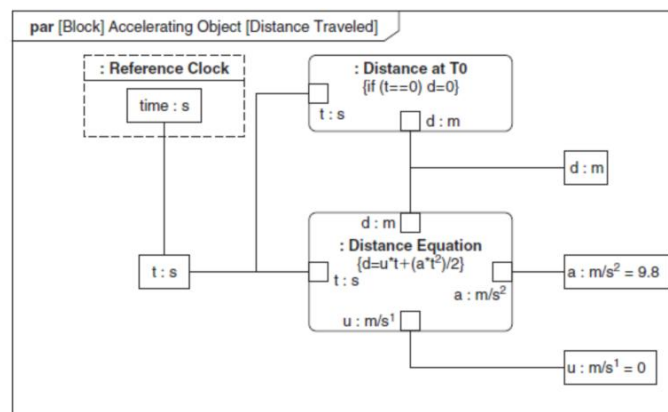 par [Block] Accelerating Object [Distance Traveled]
: Reference Clock
time : s
: Distance at T0
{if (t==0) d=0}
t : s
d : m
d : m
d : m
: Distance Equation
{d=u*t+(a*t²)/2}
t : s
t : s
a : m/s²
a : m/s² = 9.8
u : m/s¹
u : m/s¹ = 0